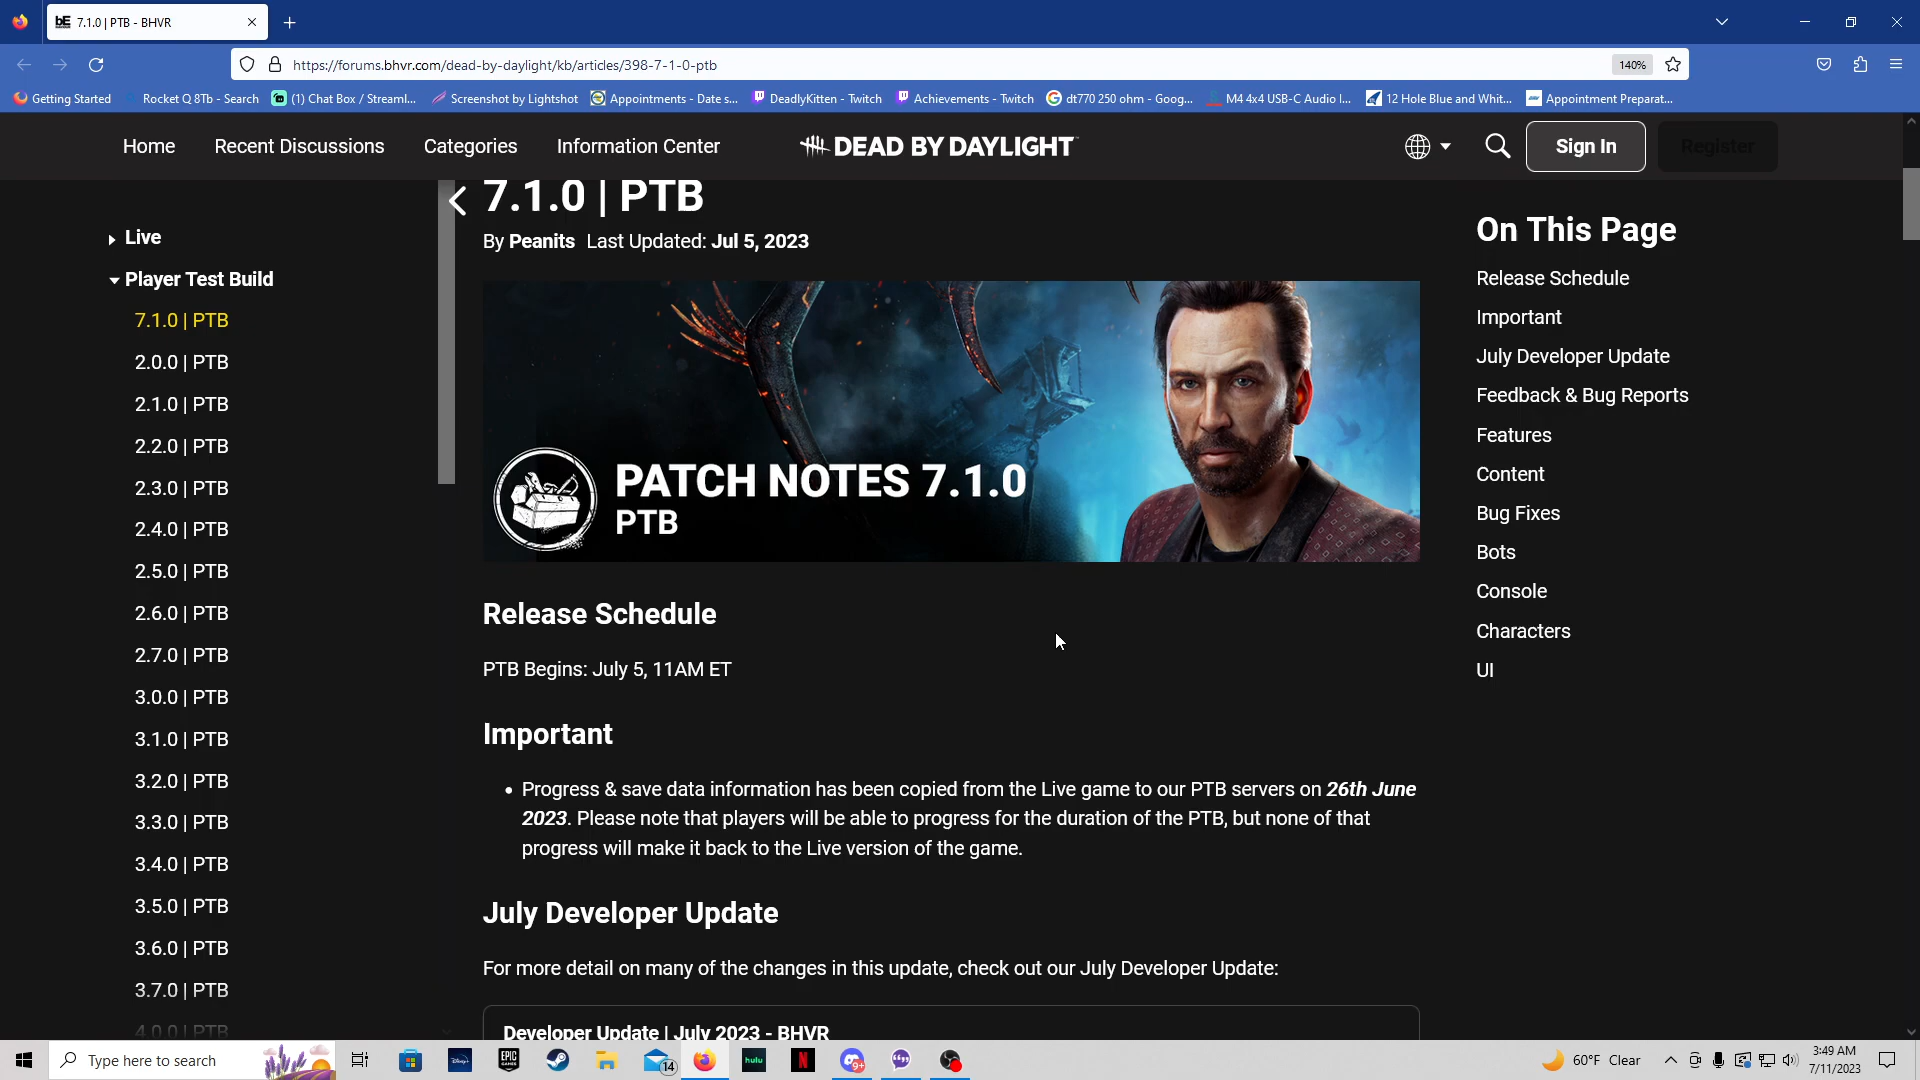 7.1.0 | PTB - BHVR
https://forums.bhvr.com/dead-by-daylight/kb/articles/398-7-1-0-ptb
140%
Getting Started
Rocket Q 8Tb - Search
(1) Chat Box / Streaml...
Screenshot by Lightshot
Appointments - Date s...
DeadlyKitten - Twitch
Achievements - Twitch
dt770 250 ohm - Goog...
M4 4x4 USB-C Audio I...
12 Hole Blue and Whit...
Appointment Preparat...
Home
Recent Discussions
Categories
Information Center
DEAD BY DAYLIGHT
Sign In
Register
Live
Player Test Build
7.1.0 | PTB
2.0.0 | PTB
2.1.0 | PTB
2.2.0 | PTB
2.3.0 | PTB
2.4.0 | PTB
2.5.0 | PTB
2.6.0 | PTB
2.7.0 | PTB
3.0.0 | PTB
3.1.0 | PTB
3.2.0 | PTB
3.3.0 | PTB
3.4.0 | PTB
3.5.0 | PTB
3.6.0 | PTB
3.7.0 | PTB
4.0.0 | PTB
7.1.0 | PTB
By Peanits Last Updated: Jul 5, 2023
PATCH NOTES 7.1.0
PTB
Release Schedule
PTB Begins: July 5, 11AM ET
Important
• Progress & save data information has been copied from the Live game to our PTB servers on 26th June
2023. Please note that players will be able to progress for the duration of the PTB, but none of that
progress will make it back to the Live version of the game.
July Developer Update
For more detail on many of the changes in this update, check out our July Developer Update:
Developer Update | July 2023 - BHVR
On This Page
Release Schedule
Important
July Developer Update
Feedback & Bug Reports
Features
Content
Bug Fixes
Bots
Console
Characters
UI
Type here to search
Disney+
EPIC
GAMES
14
hulu
N
9+
60°F Clear
3:49 AM
7/11/2023